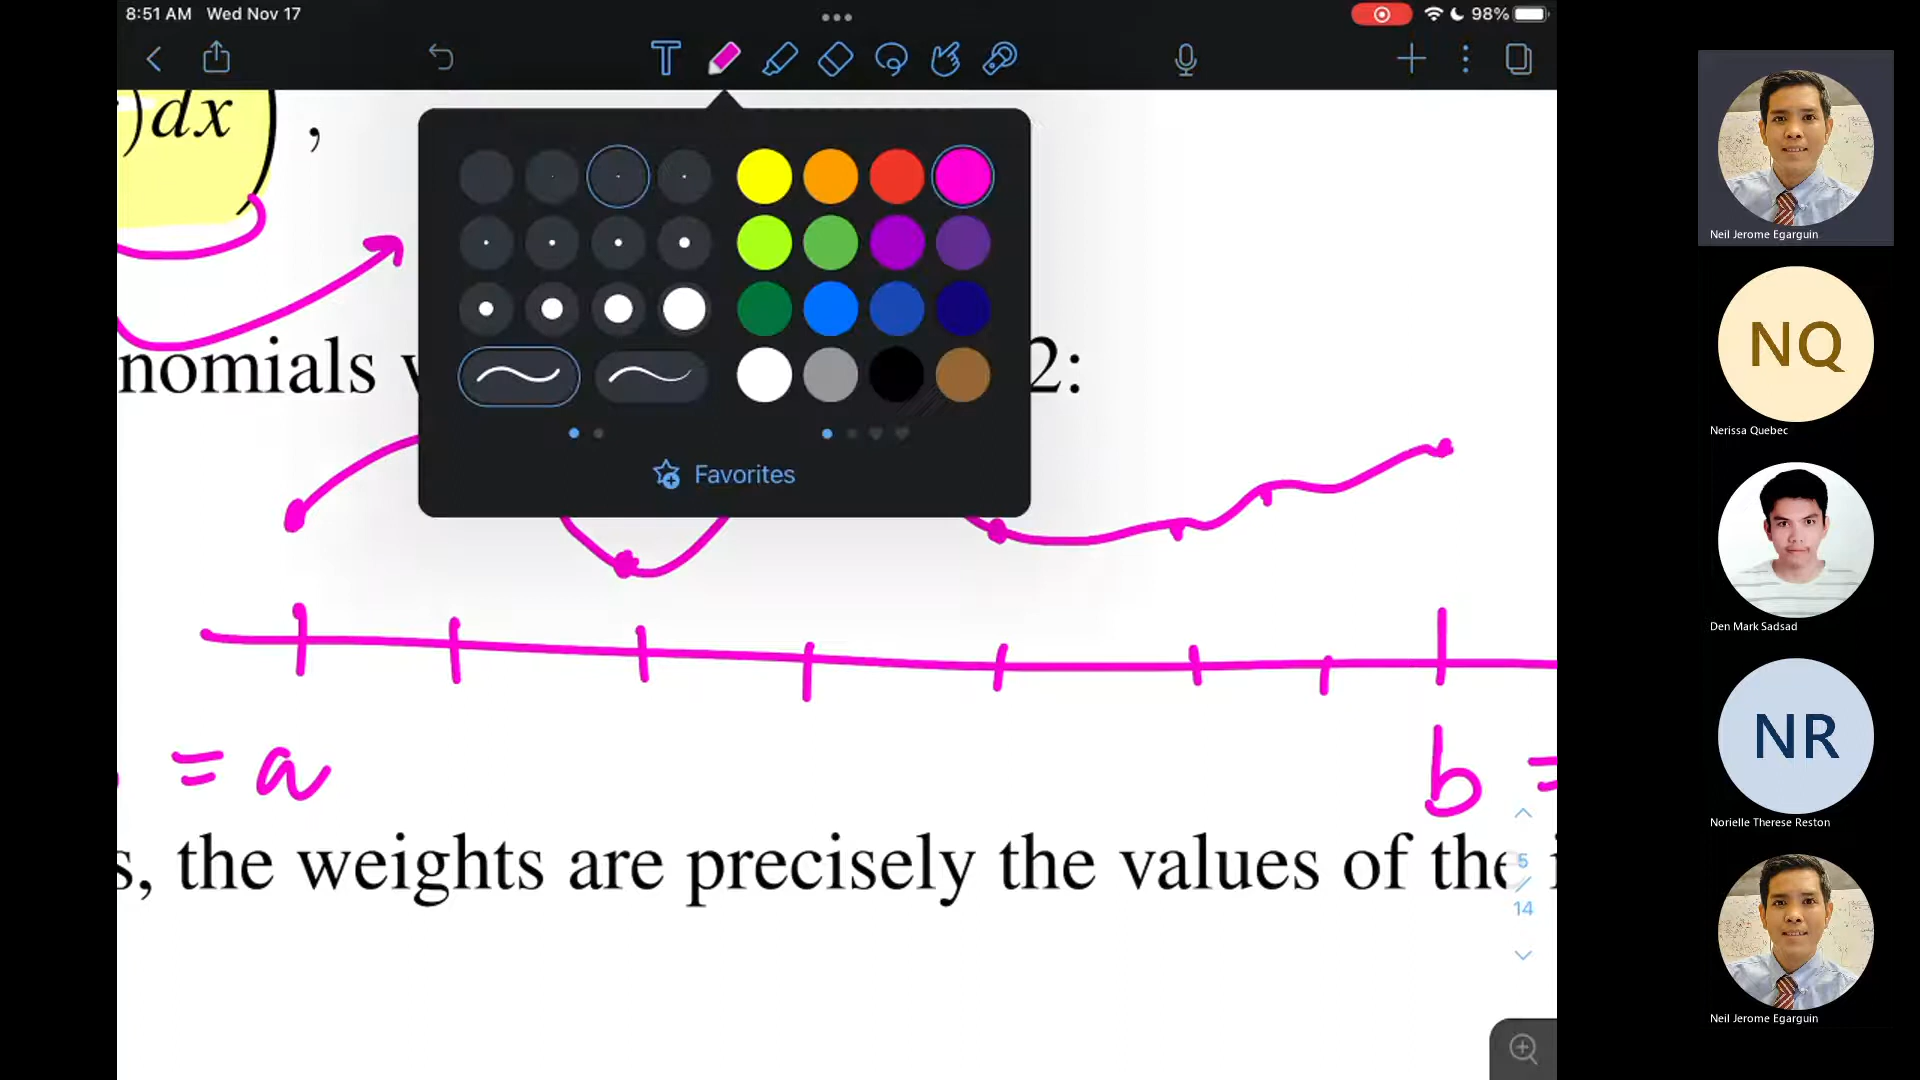 8:51 AM Wed Nov 17
98%
T
)dx ,
nomials
2:
Favorites
= a
b =
s, the weights are precisely the values of the
5
14
Neil Jerome Egarguin
NQ
Nerissa Quebec
Den Mark Sadsad
NR
Norielle Therese Reston
Neil Jerome Egarguin